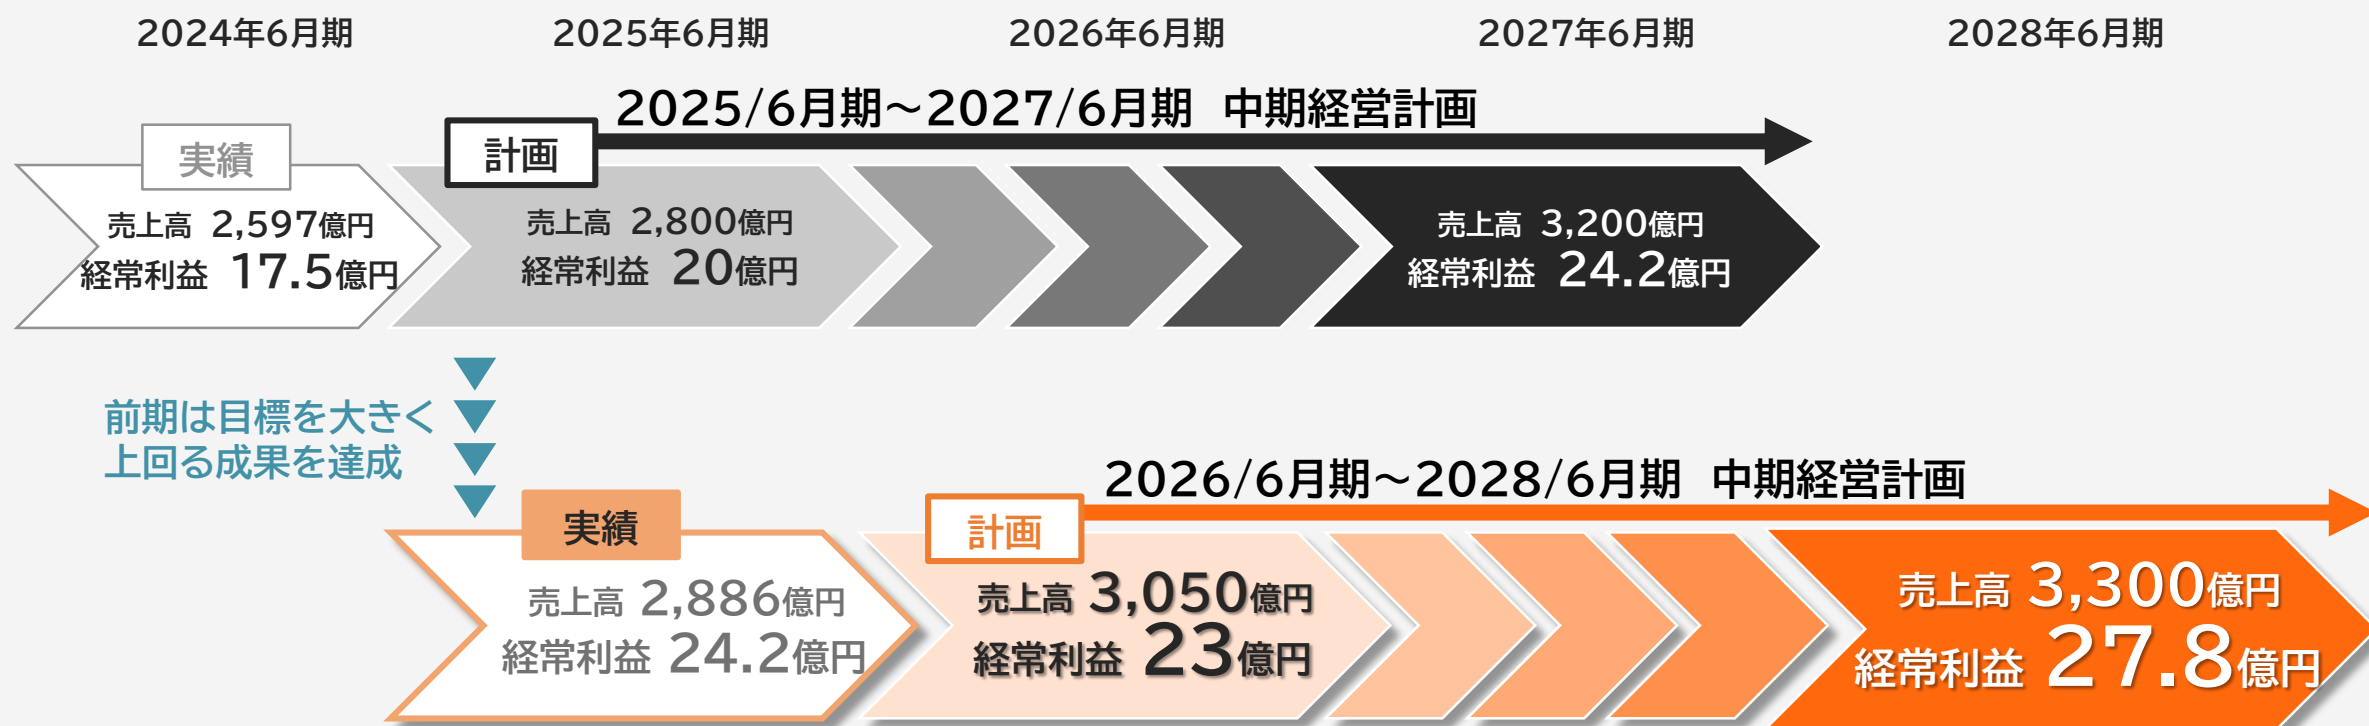 2024年6月期
2025年6月期
2026年6月期
2027年6月期
2028年6月期
2025/6月期～2027/6月期 中期経営計画
実績
売上高 2,597億円
経常利益 17.5億円
計画
売上高 2,800億円
経常利益 20億円
売上高 3,200億円
経常利益 24.2億円
前期は目標を大きく
上回る成果を達成
2026/6月期～2028/6月期 中期経営計画
実績
売上高 2,886億円
経常利益 24.2億円
計画
売上高 3,050億円
経常利益 23億円
売上高 3,300億円
経常利益 27.8億円